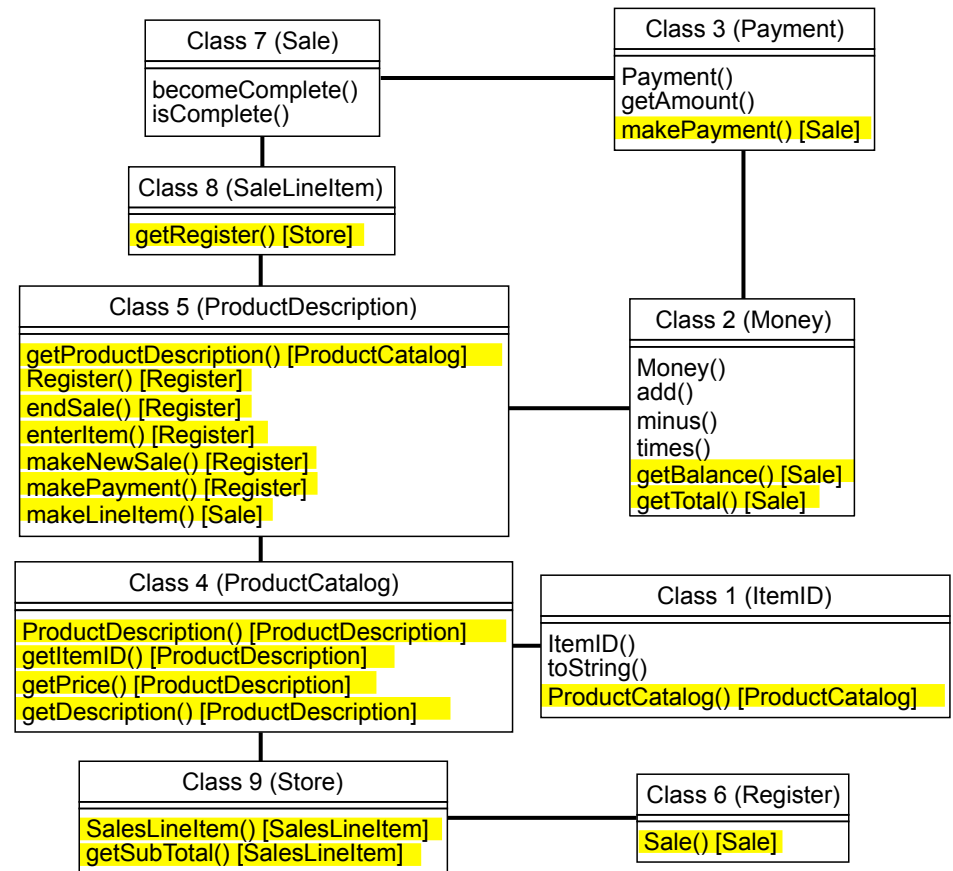 Class 7 (Sale)
becomeComplete()
isComplete()
Class 3 (Payment)
Payment()
getAmount()
makePayment() [Sale]
Class 8 (SaleLineItem)
getRegister() [Store]
Class 5 (ProductDescription)
getProductDescription() [ProductCatalog]
Register() [Register]
endSale() [Register]
enterItem() [Register]
makeNewSale() [Register]
makePayment() [Register]
makeLineItem() [Sale]
Class 2 (Money)
Money()
add()
minus()
times()
getBalance() [Sale]
getTotal() [Sale]
Class 4 (ProductCatalog)
ProductDescription() [ProductDescription]
getItemID() [ProductDescription]
getPrice() [ProductDescription]
getDescription() [ProductDescription]
Class 1 (ItemID)
ItemID()
toString()
ProductCatalog() [ProductCatalog]
Class 9 (Store)
SalesLineItem() [SalesLineItem]
getSubTotal() [SalesLineItem]
Class 6 (Register)
Sale() [Sale]